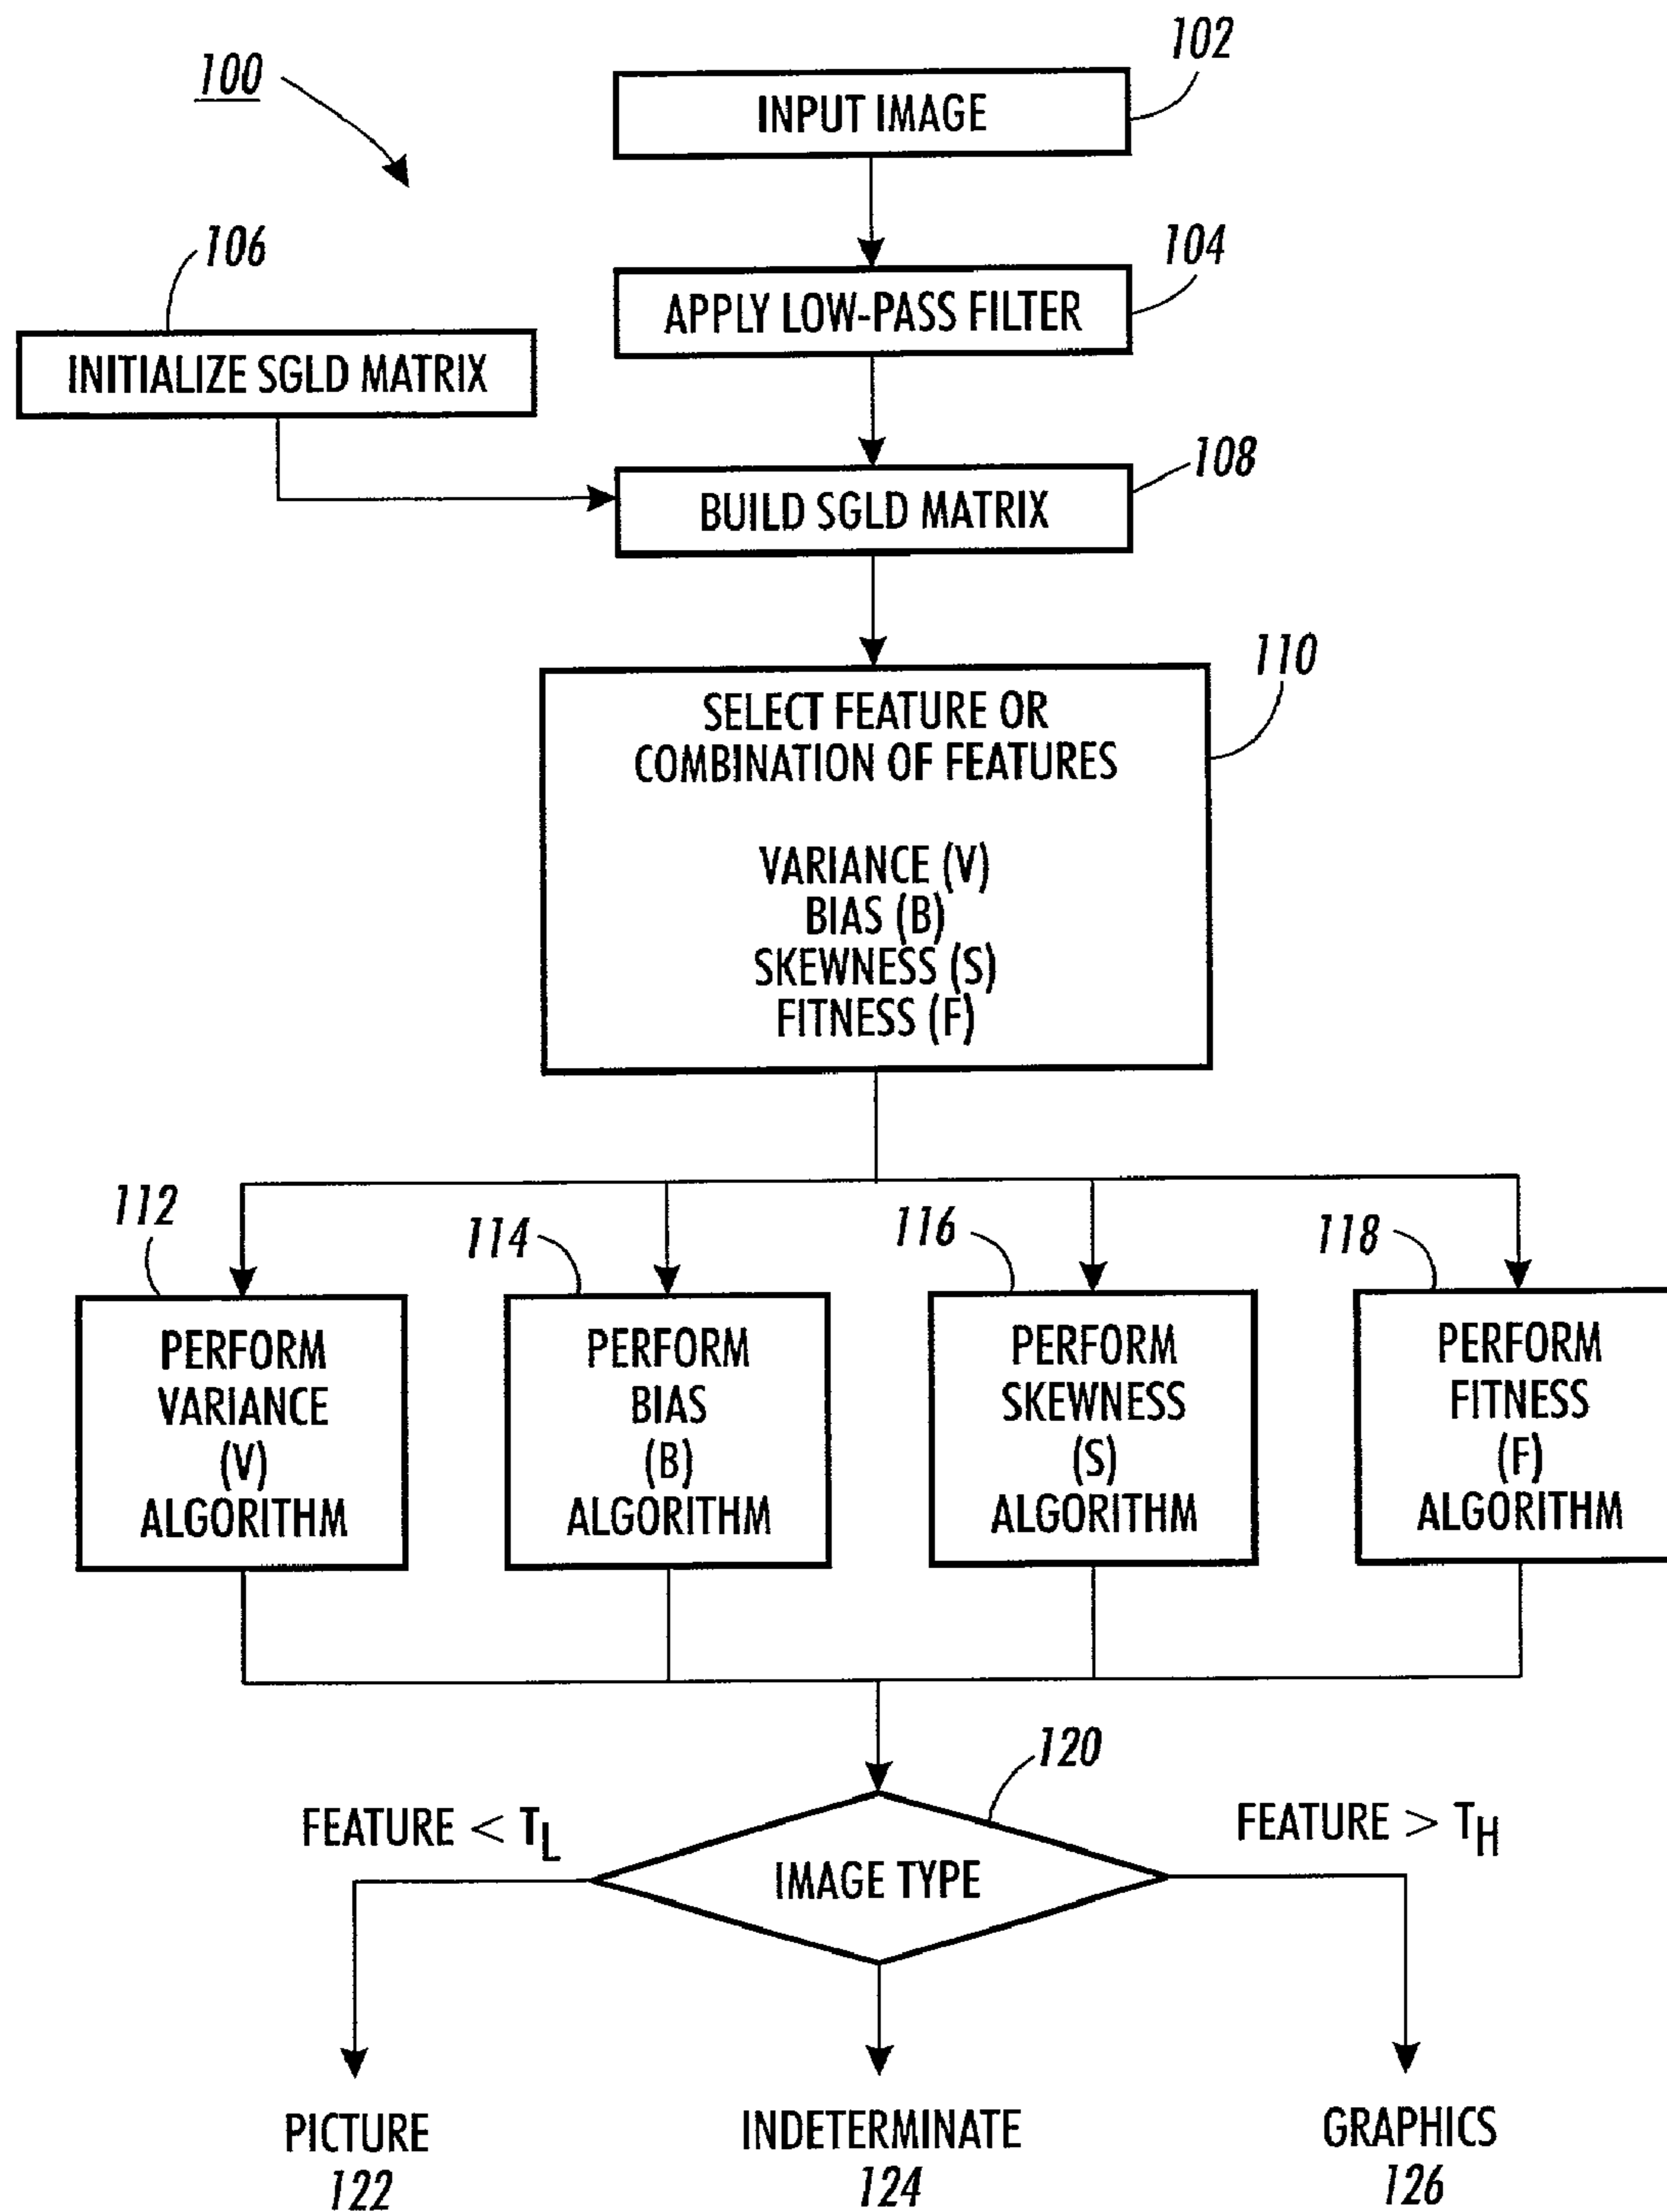 100
102
INPUT IMAGE
104
APPLY LOW-PASS FILTER
106
INITIALIZE SGLD MATRIX
108
BUILD SGLD MATRIX
110
SELECT FEATURE OR
COMBINATION OF FEATURES
VARIANCE (V)
BIAS (B)
SKEWNESS (S)
FITNESS (F)
112
PERFORM
VARIANCE
(V)
ALGORITHM
114
PERFORM
BIAS
(B)
ALGORITHM
116
PERFORM
SKEWNESS
(S)
ALGORITHM
118
PERFORM
FITNESS
(F)
ALGORITHM
120
FEATURE < TL
IMAGE TYPE
FEATURE > TH
PICTURE
122
INDETERMINATE
124
GRAPHICS
126